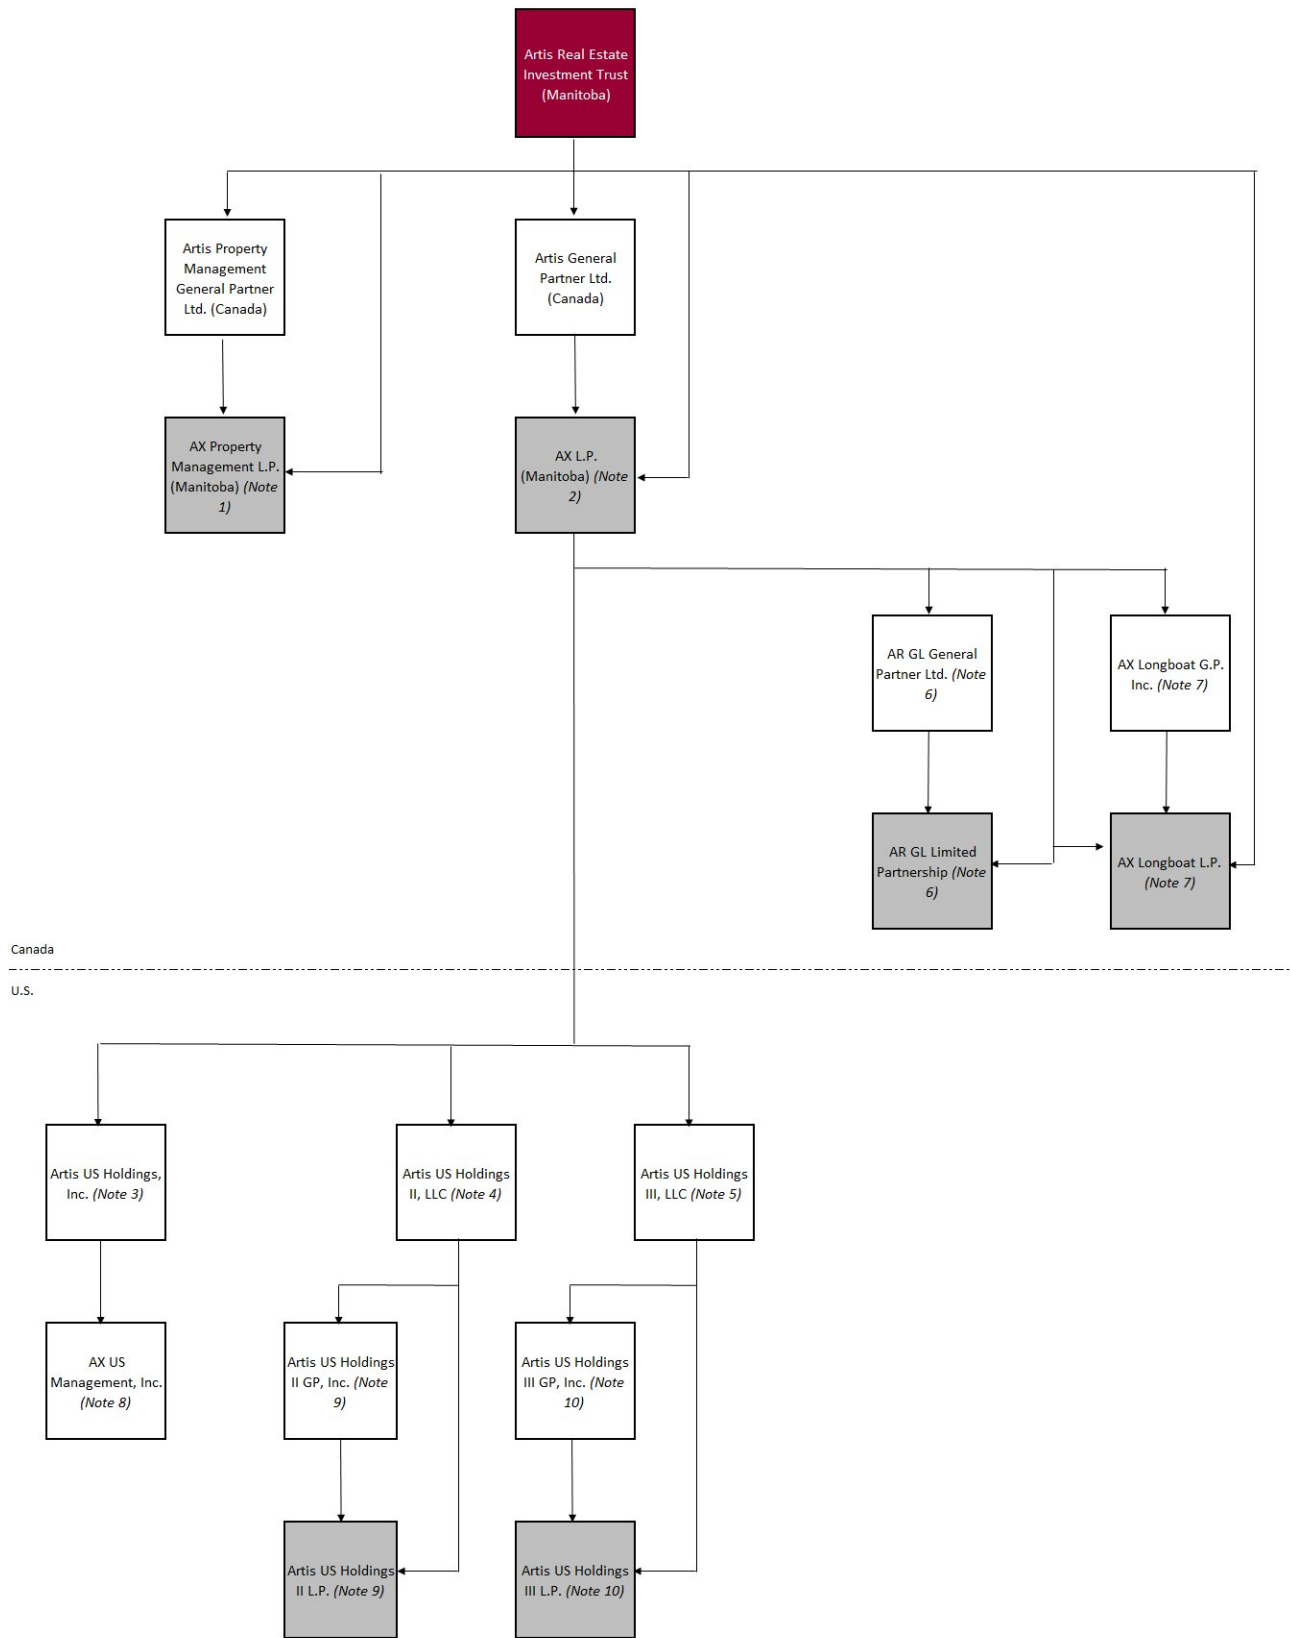 Artis Real Estate
Investment Trust
(Manitoba)
Artis Property
Management
General Partner
Ltd. (Canada)
Artis General
Partner Ltd.
(Canada)
AX Property
Management L.P.
(Manitoba) (Note
1)
AX L.P.
(Manitoba) (Note
2)
AR GL General
Partner Ltd. (Note
6)
AX Longboat G.P.
Inc. (Note 7)
AR GL Limited
Partnership (Note
6)
AX Longboat L.P.
(Note 7)
Canada
U.S.
Artis US Holdings,
Inc. (Note 3)
Artis US Holdings
II, LLC (Note 4)
Artis US Holdings
III, LLC (Note 5)
AX US
Management, Inc.
(Note 8)
Artis US Holdings
II GP, Inc. (Note
9)
Artis US Holdings
III GP, Inc. (Note
10)
Artis US Holdings
II L.P. (Note 9)
Artis US Holdings
III L.P. (Note 10)